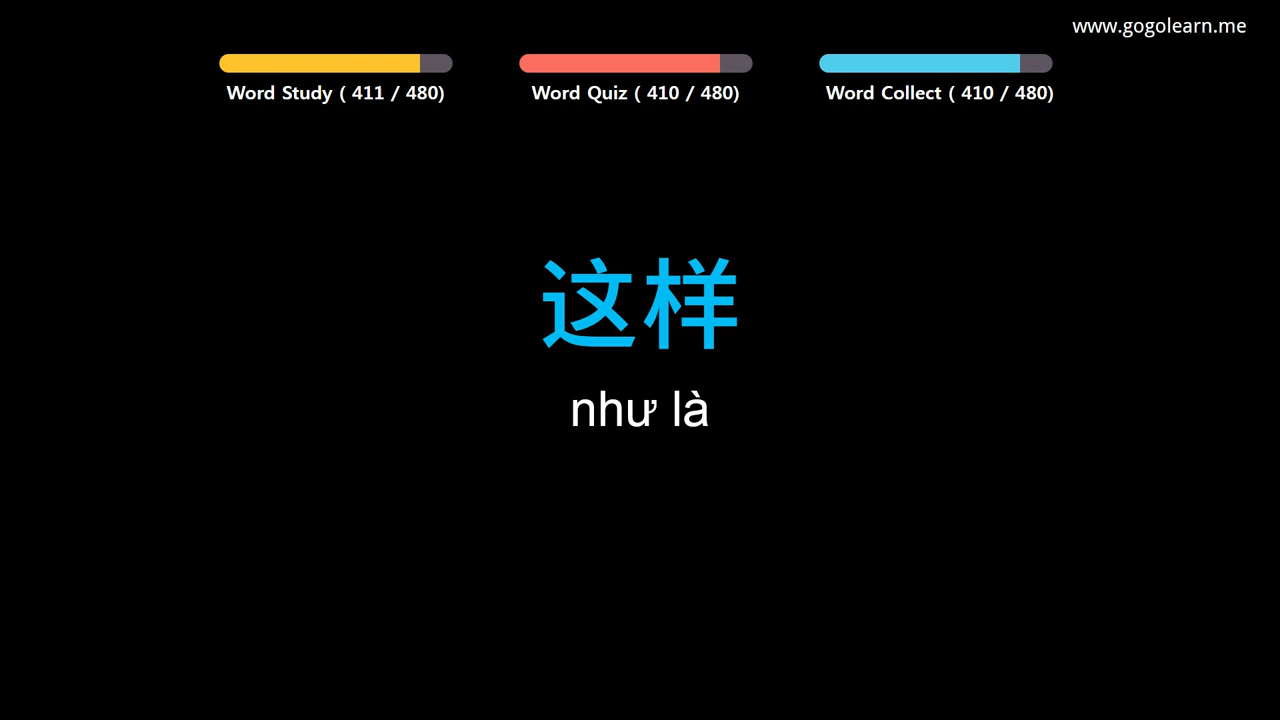 www.gogolearn.me
Word Study ( 411 / 480)
Word Quiz ( 410 / 480)
Word Collect ( 410 / 480)
这样
như là